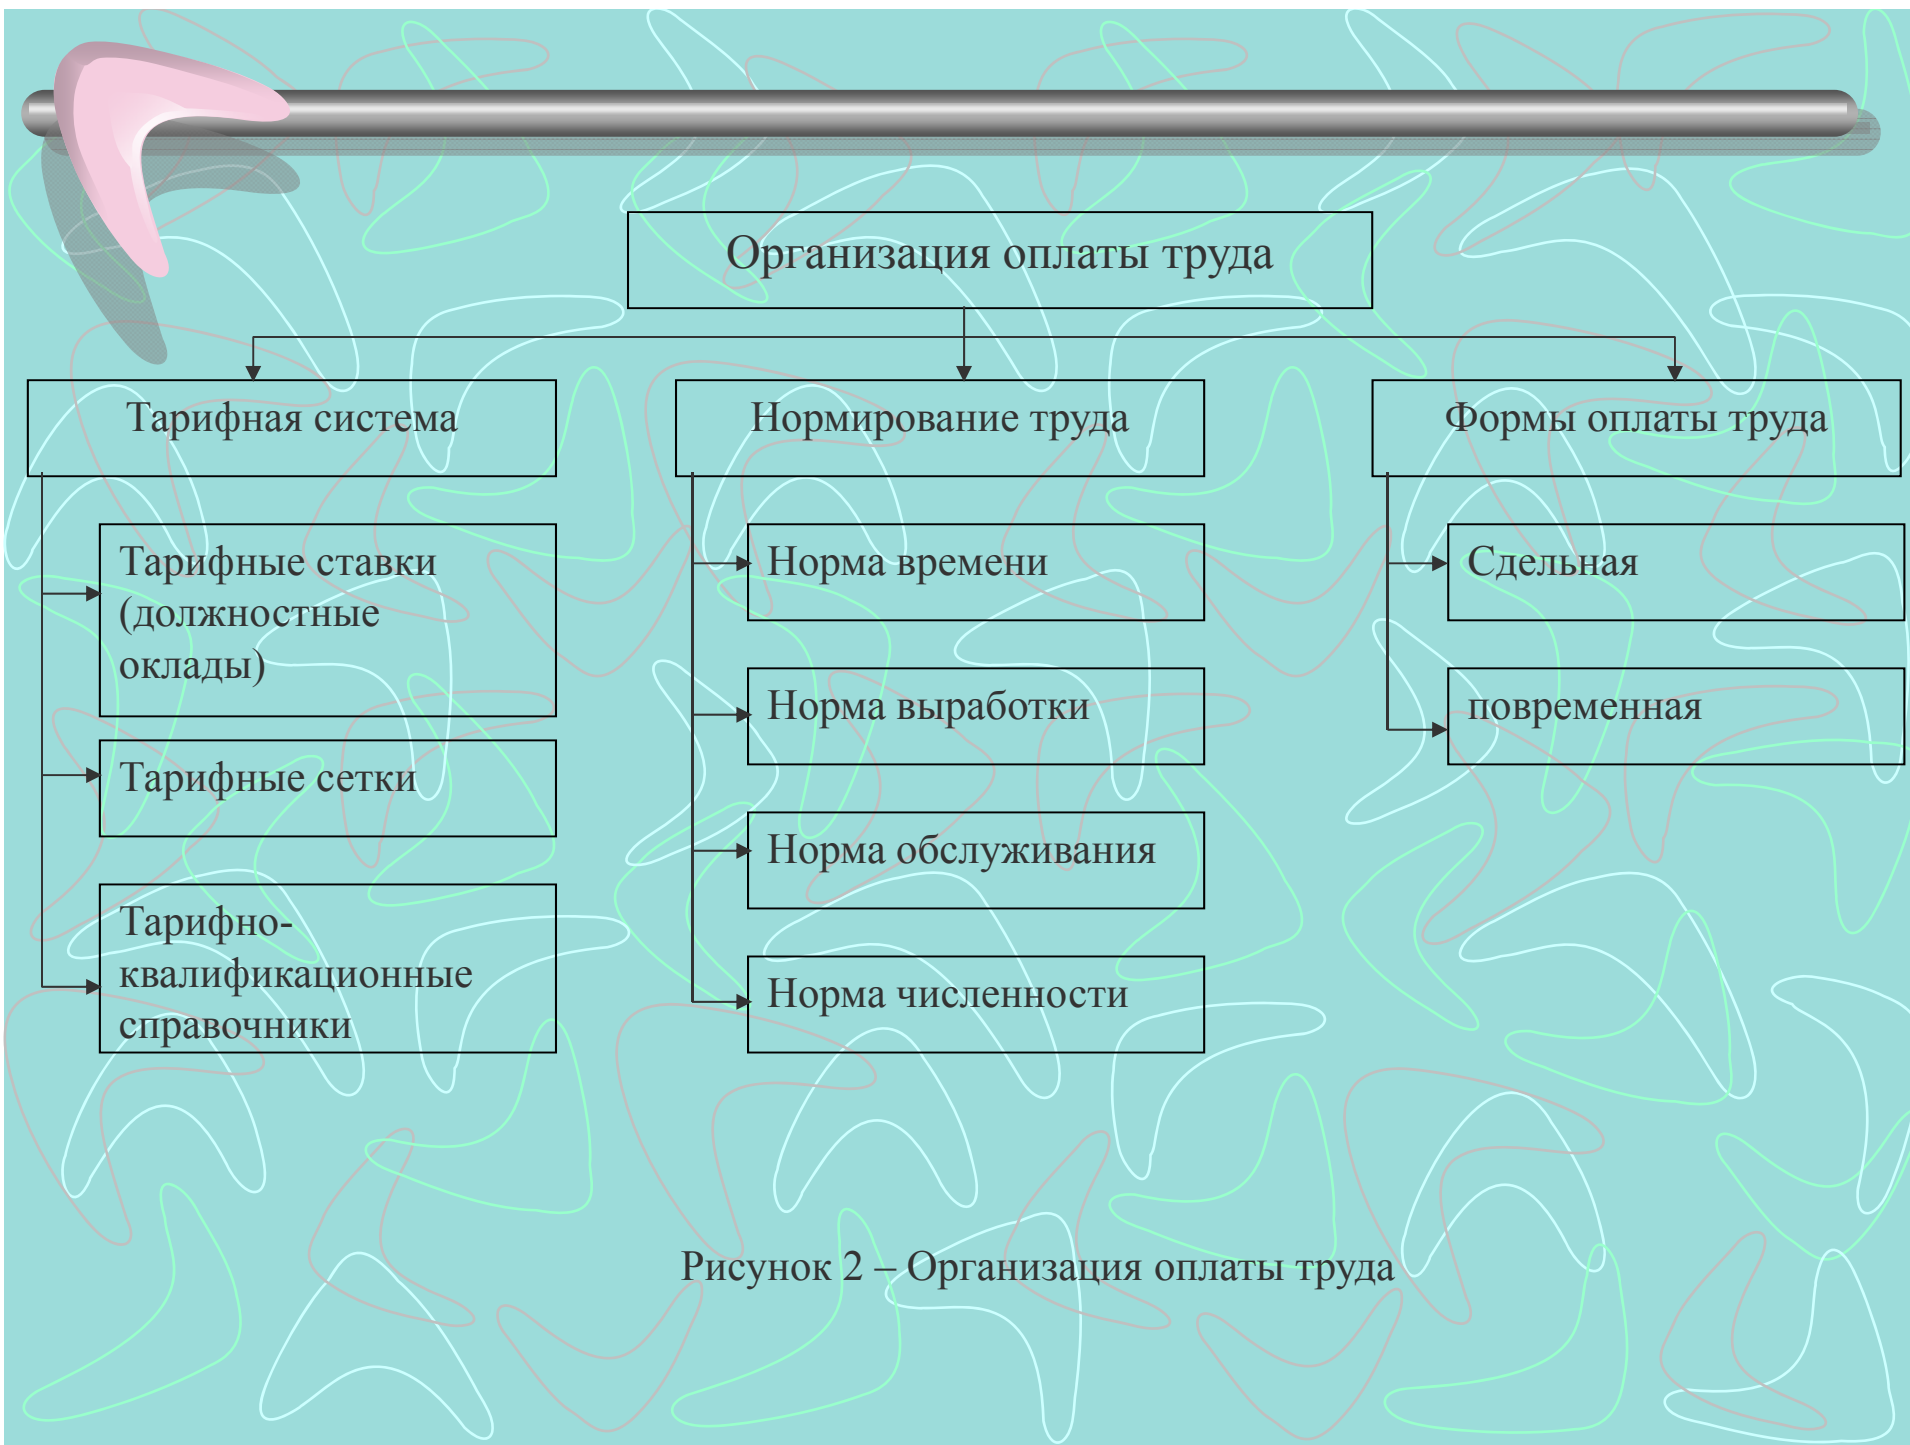 Организация оплаты труда
Тарифная система
Нормирование труда
Формы оплаты труда
Тарифные ставки
(должностные
оклады)
Тарифные сетки
Тарифно-
квалификационные
справочники
Норма времени
Норма выработки
Норма обслуживания
Норма численности
Сдельная
повременная
Рисунок 2 – Организация оплаты труда